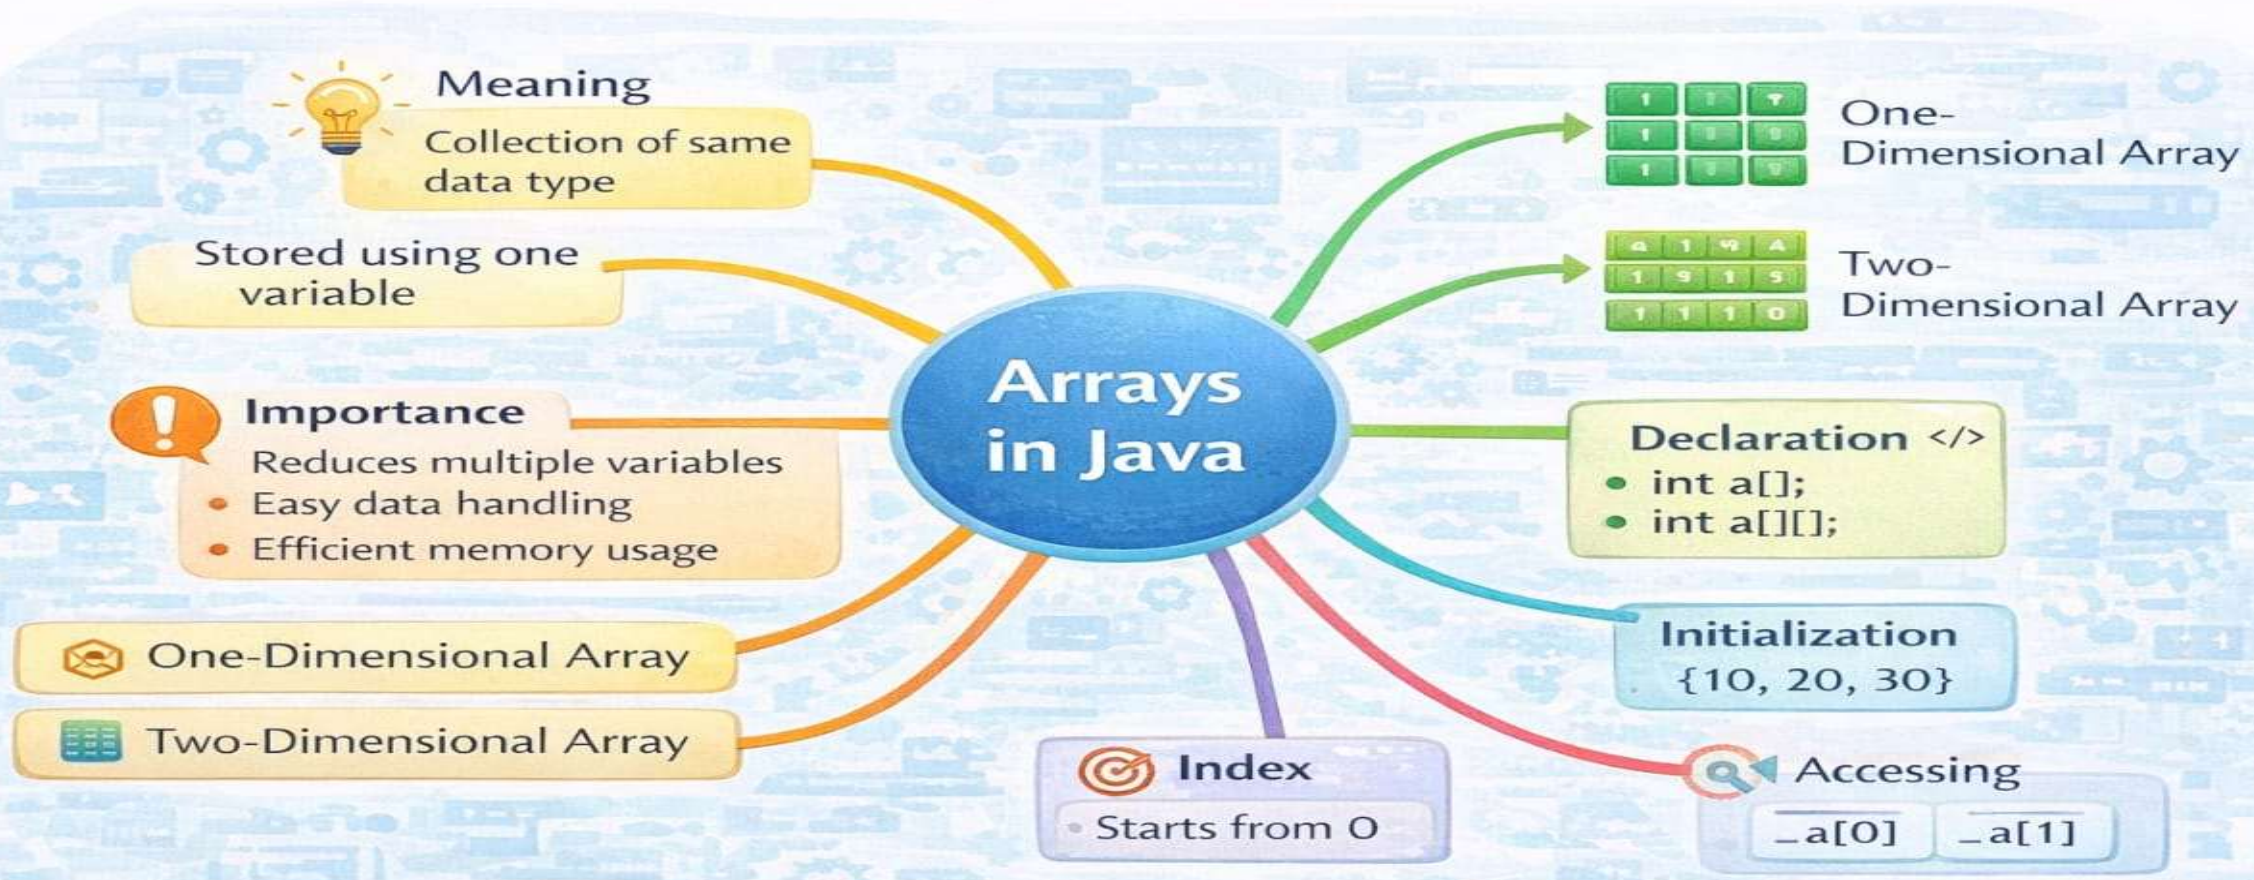 Meaning
Collection of same
data type
Stored using one
variable
Importance
Reduces multiple variables
• Easy data handling
• Efficient memory usage
One-Dimensional Array
Two-Dimensional Array
Arrays
in Java
One-
Dimensional Array
Two-
Dimensional Array
Declaration </>
• int a[];
• int a[][];
Initialization
{10, 20, 30}
Accessing
_a[0] _a[1]
Index
• Starts from 0